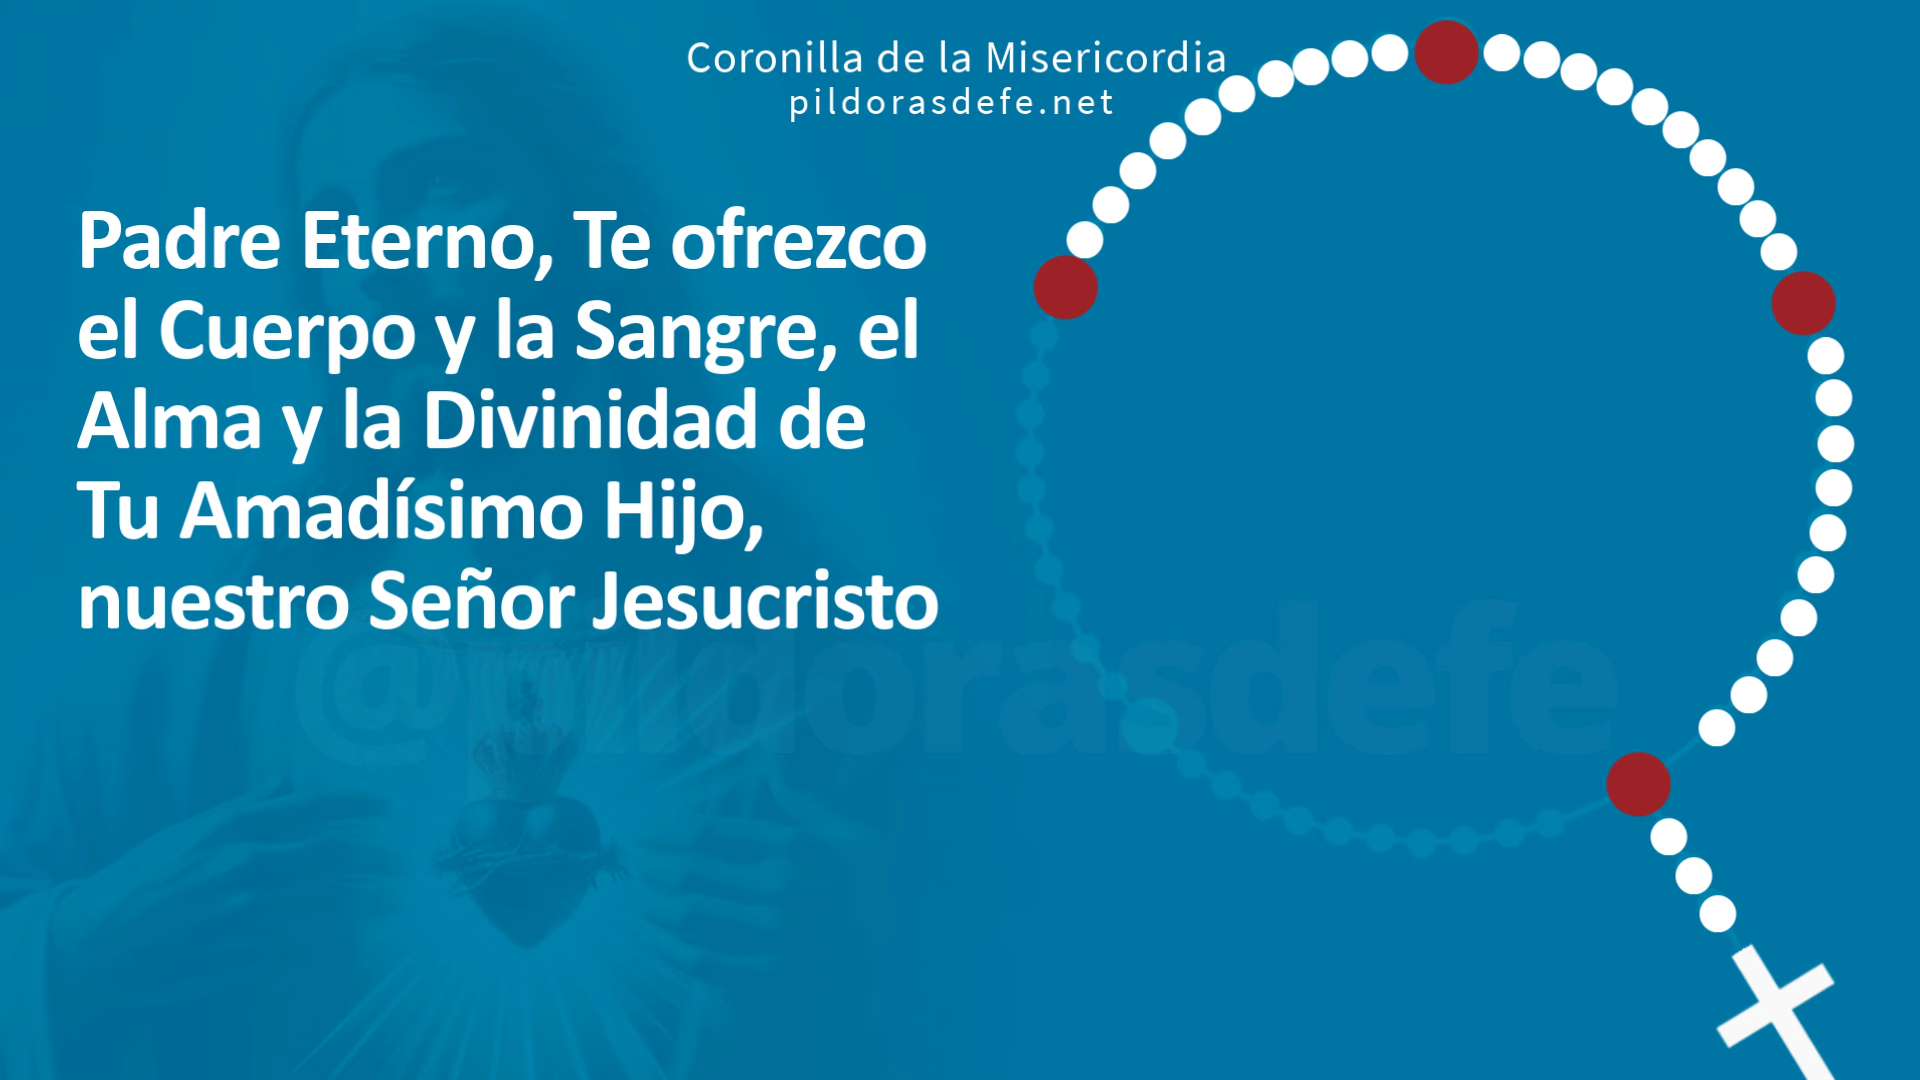 Coronilla de la Misericordia
pildorasdefe.net
Padre Eterno, Te ofrezco
el Cuerpo y la Sangre, el
Alma y la Divinidad de
Tu Amadísimo Hijo,
nuestro Señor Jesucristo
@pildorasdefe